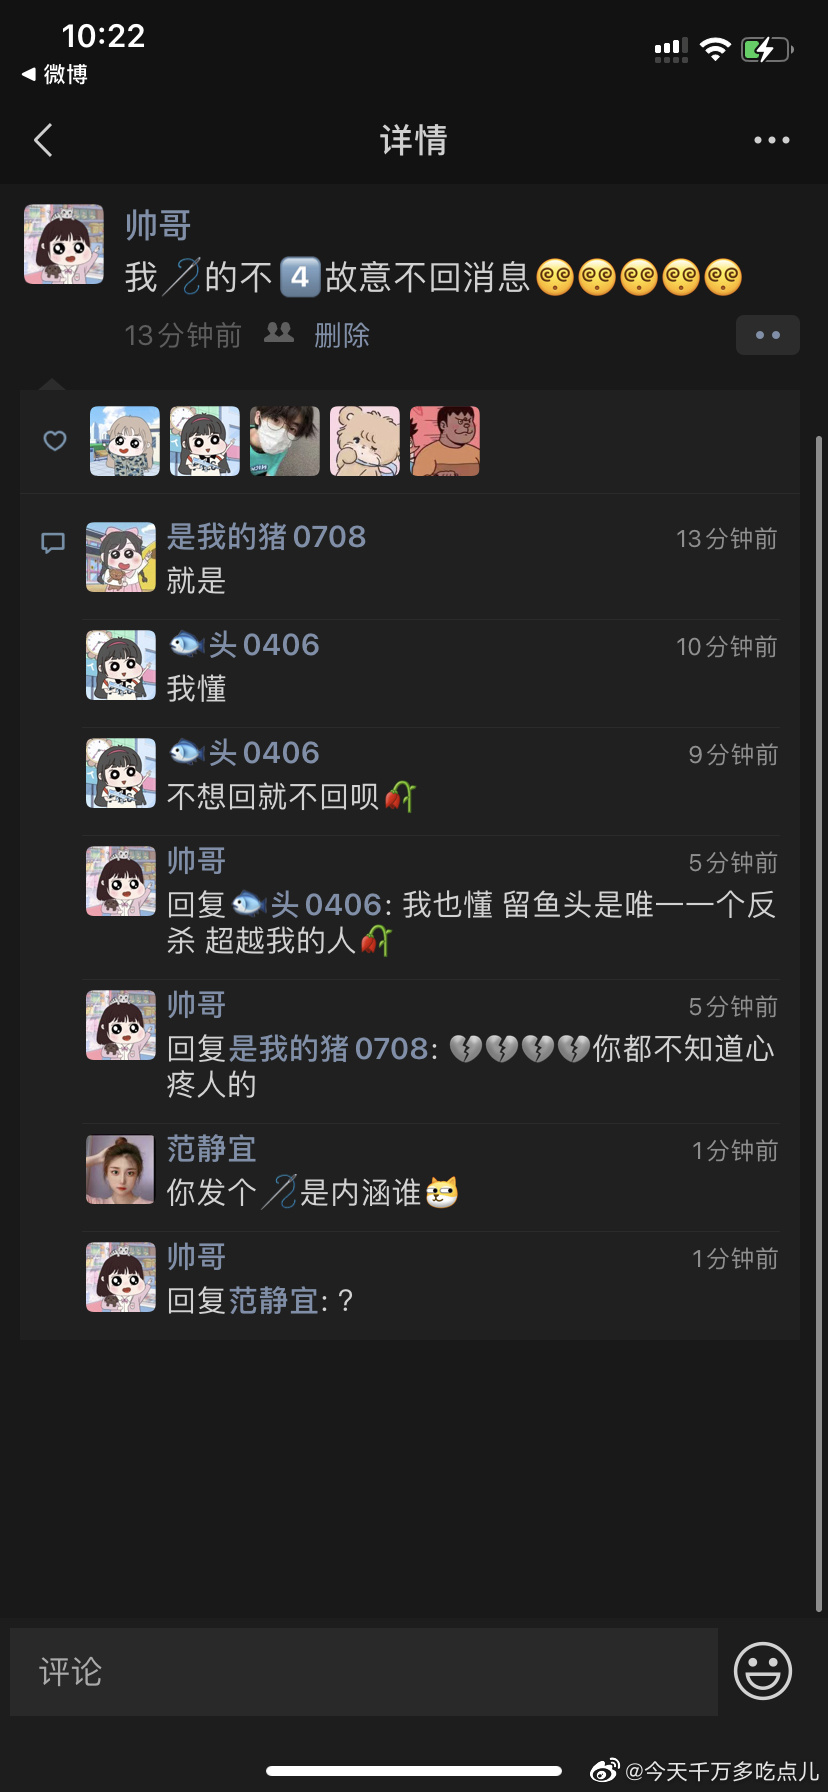 10:22
◀ 微博
详情
帅哥
我🪡的不4️⃣故意不回消息😵‍💫😵‍💫😵‍💫😵‍💫😵‍💫
13分钟前 删除
是我的猪0708 13分钟前
就是
🐟头0406 10分钟前
我懂
🐟头0406 9分钟前
不想回就不回呗🥀
帅哥 5分钟前
回复🐟头0406: 我也懂 留鱼头是唯一一个反
杀 超越我的人🥀
帅哥 5分钟前
回复是我的猪0708: 💔💔💔💔你都不知道心
疼人的
范静宜 1分钟前
你发个🪡是内涵谁
帅哥 1分钟前
回复范静宜: ?
评论
@今天千万多吃点儿